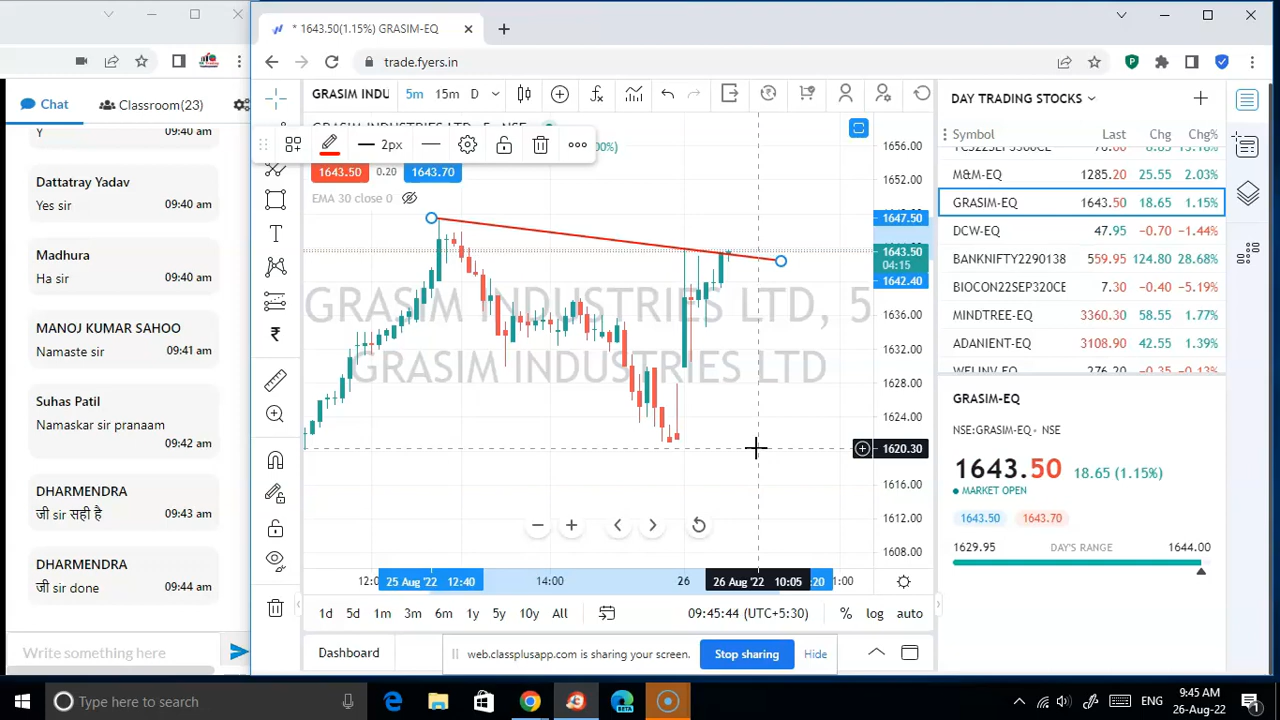 * 1643.50(1.15%) GRASIM-EQ
trade.fyers.in
Chat
Classroom(23)
Y
09:40 am
Dattatray Yadav
Yes sir
09:40 am
Madhura
Ha sir
09:40 am
MANOJ KUMAR SAHOO
Namaste sir
09:41 am
Suhas Patil
Namaskar sir pranaam
09:42 am
DHARMENDRA
जी sir सही है
09:43 am
DHARMENDRA
जी sir done
09:44 am
Write something here
GRASIM INDU
5m 15m D
2px
1643.50 0.20 1643.70
EMA 30 close 0
GRASIM INDUSTRIES LTD, 5
GRASIM INDUSTRIES LTD
1656.00
1652.00
1647.50
1643.50
04:15
1642.40
1636.00
1632.00
1628.00
1624.00
1620.30
1616.00
1612.00
1608.00
25 Aug '22 12:40
14:00
26
26 Aug '22 10:05
:20
1:00
1d 5d 1m 3m 6m 1y 5y 10y All
09:45:44 (UTC+5:30)
% log auto
Dashboard
web.classplusapp.com is sharing your screen.
Stop sharing
Hide
DAY TRADING STOCKS
Symbol Last Chg Chg%
M&M-EQ 1285.20 25.55 2.03%
GRASIM-EQ 1643.50 18.65 1.15%
DCW-EQ 47.95 -0.70 -1.44%
BANKNIFTY2290138 559.95 124.80 28.68%
BIOCON22SEP320CE 7.30 -0.40 -5.19%
MINDTREE-EQ 3360.30 58.55 1.77%
ADANIENT-EQ 3108.90 42.55 1.39%
GRASIM-EQ
NSE:GRASIM-EQ • NSE
1643.50 18.65 (1.15%)
MARKET OPEN
1643.50 1643.70
1629.95 DAY'S RANGE 1644.00
Type here to search
ENG
9:45 AM
26-Aug-22
1